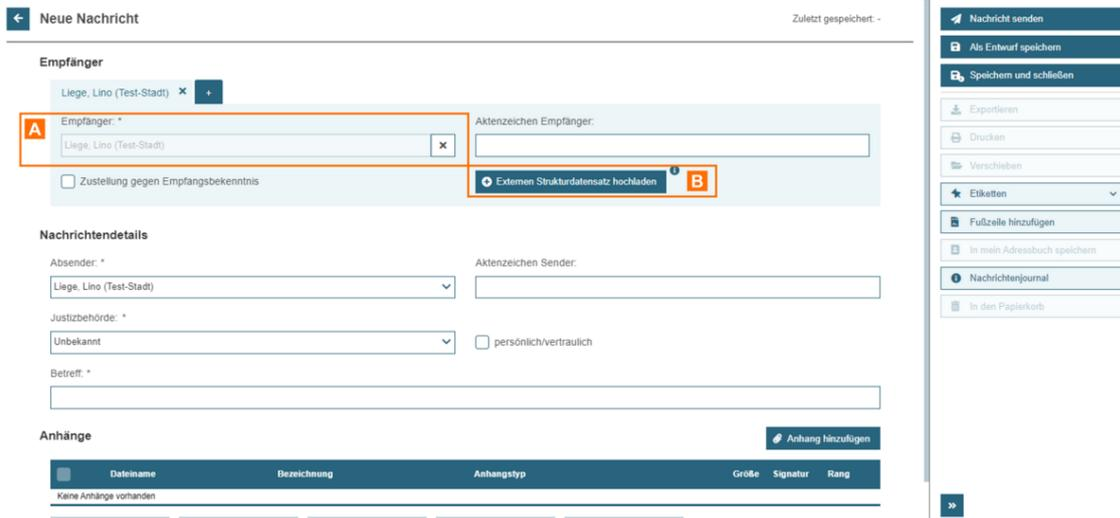 Neue Nachricht
Zuletzt gespeichert: -
Empfänger
Liege, Lino (Test-Stadt) ×
+
A
Empfänger: *
Aktenzeichen Empfänger:
Liege, Lino (Test-Stadt)
Zustellung gegen Empfangsbekenntnis
Externen Strukturdatensatz hochladen
B
Nachrichtendetails
Absender: *
Aktenzeichen Sender:
Liege, Lino (Test-Stadt)
Justizbehörde: *
Unbekannt
persönlich/vertraulich
Betreff: *
Anhänge
Anhang hinzufügen
Dateiname Bezeichnung Anhangstyp Größe Signatur Rang
Keine Anhänge vorhanden
Nachricht senden
Als Entwurf speichern
Speichern und schließen
Exportieren
Drucken
Verschieben
Etiketten
Fußzeile hinzufügen
In mein Adressbuch speichern
Nachrichtenjournal
In den Papierkorb